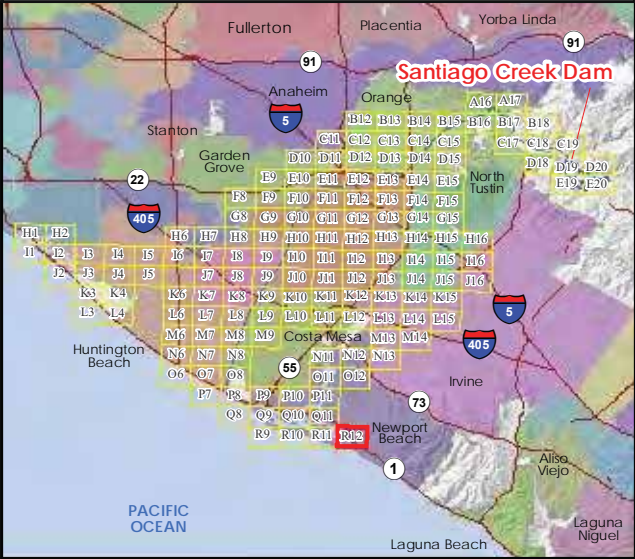 Fullerton
Placentia
Yorba Linda
91
91
Santiago Creek Dam
Anaheim
Orange
5
A16 A17
B12 B13 B14 B15 B16 B17 B18
Stanton
C11 C12 C13 C14 C15 C17 C18 C19
Garden
Grove
D10 D11 D12 D13 D14 D15 D18 D19 D20
22
E9 E10 E11 E12 E13 E14 E15 E19 E20
North
Tustin
F8 F9 F10 F11 F12 F13 F14 F15
405
G8 G9 G10 G11 G12 G13 G14 G15
H1 H2 H6 H7 H8 H9 H10 H11 H12 H13 H14 H15 H16
I1 I2 I3 I4 I5 I6 I7 I8 I9 I10 I11 I12 I13 I14 I15 I16
J2 J3 J4 J5 J7 J8 J9 J10 J11 J12 J13 J14 J15 J16
K3 K4 K6 K7 K8 K9 K10 K11 K12 K13 K14 K15
5
L3 L4 L6 L7 L8 L9 L10 L11 L12 L13 L14 L15
M6 M7 M8 M9 Costa Mesa M13 M14
405
Huntington
Beach
N6 N7 N8 N11 N12 N13
55
O6 O7 O8 O11 O12
Irvine
P7 P8 P9 P10 P11
73
Q8 Q9 Q10 Q11
R9 R10 R11 R12
Newport
Beach
1
Aliso
Viejo
PACIFIC
OCEAN
Laguna
Niguel
Laguna Beach